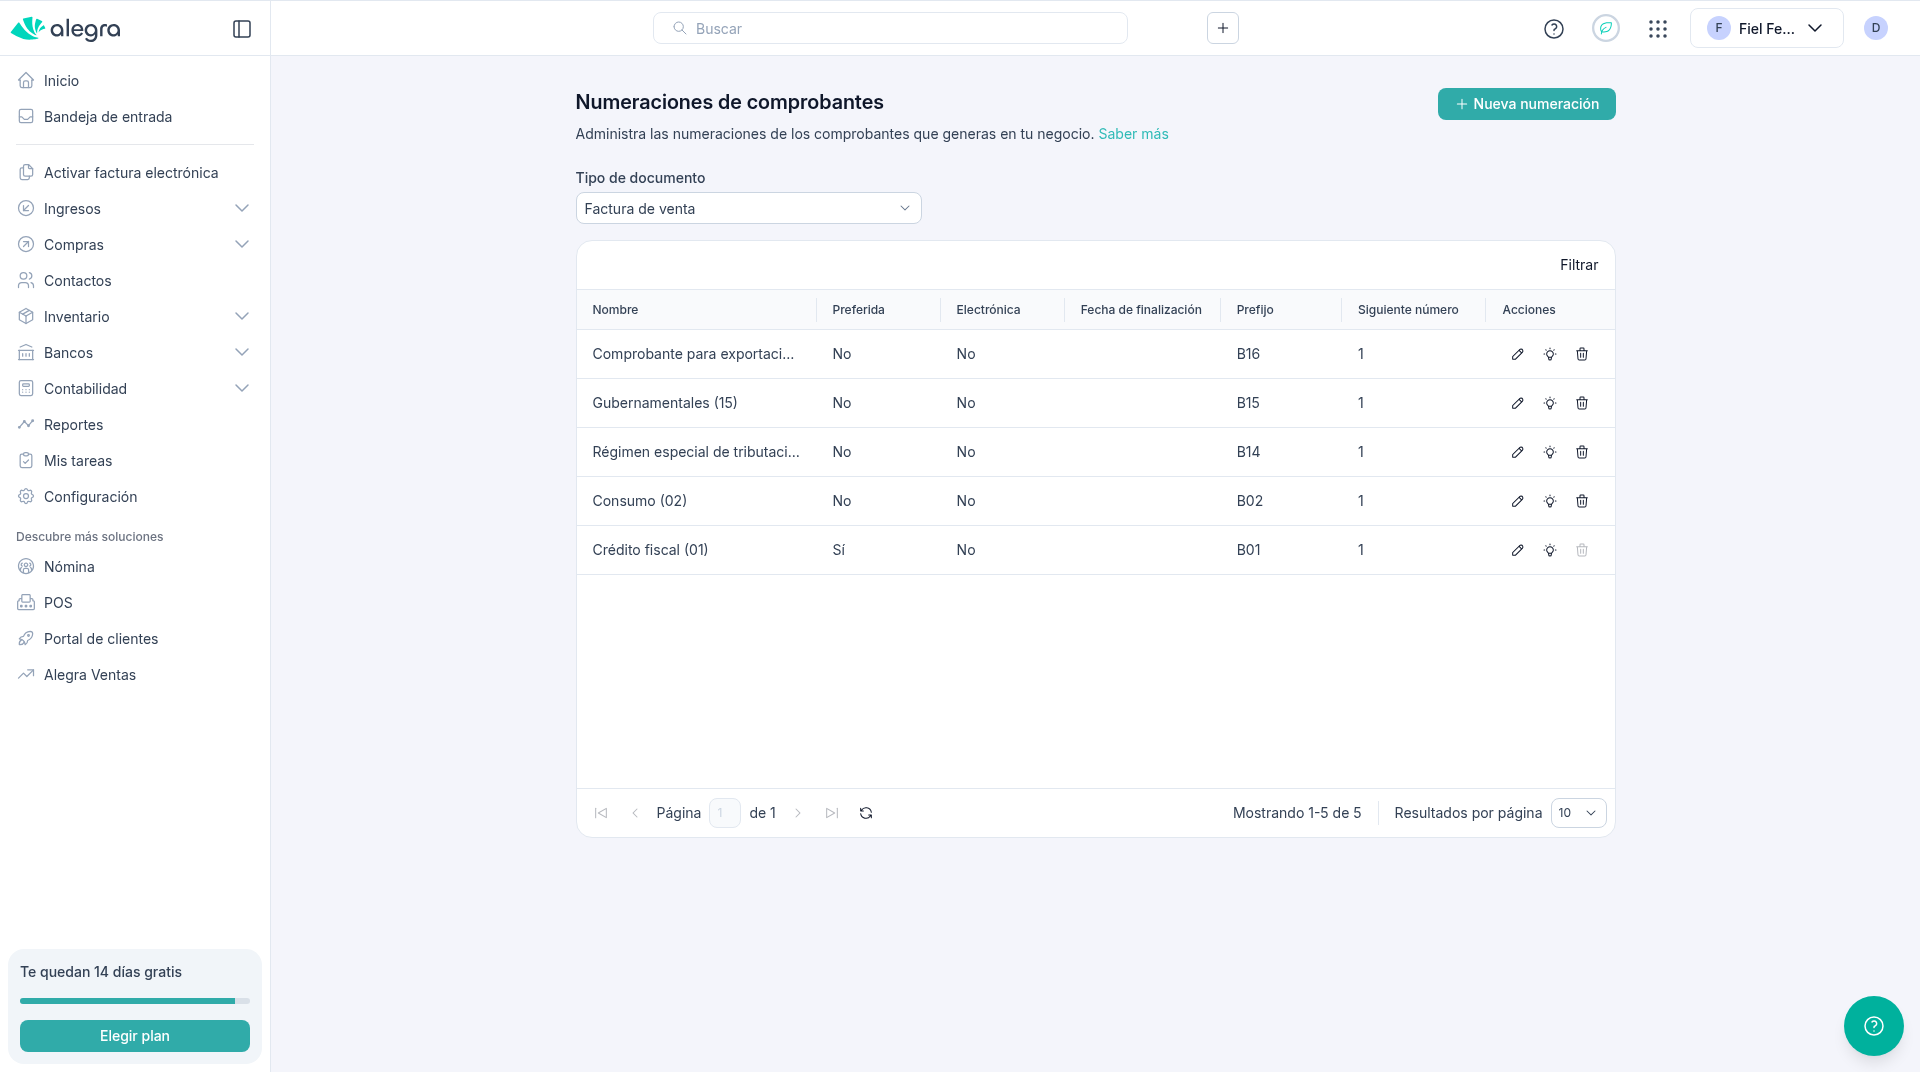 alegra
Buscar
F Fiel Fe...
D
Inicio
Bandeja de entrada
Activar factura electrónica
Ingresos
Compras
Contactos
Inventario
Bancos
Contabilidad
Reportes
Mis tareas
Configuración
Descubre más soluciones
Nómina
POS
Portal de clientes
Alegra Ventas
Te quedan 14 días gratis
Elegir plan
Numeraciones de comprobantes
Nueva numeración
Administra las numeraciones de los comprobantes que generas en tu negocio. Saber más
Tipo de documento
Factura de venta
Filtrar
Nombre Preferida Electrónica Fecha de finalización Prefijo Siguiente número Acciones
Comprobante para exportaci... No No B16 1
Gubernamentales (15) No No B15 1
Régimen especial de tributaci... No No B14 1
Consumo (02) No No B02 1
Crédito fiscal (01) Sí No B01 1
Página 1 de 1 Mostrando 1-5 de 5 Resultados por página 10